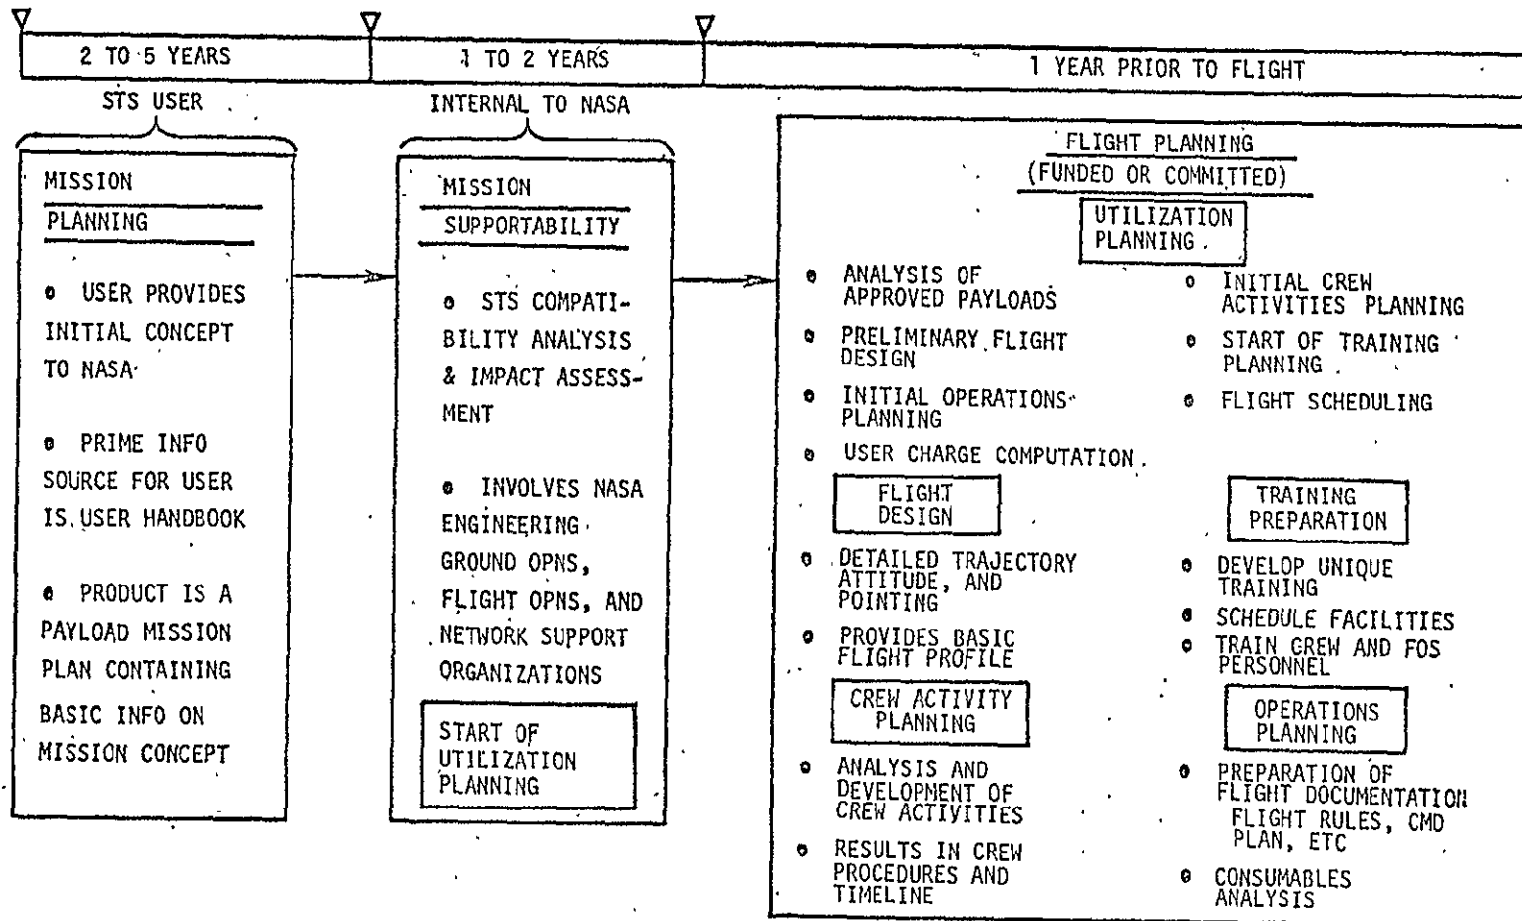 2 TO 5 YEARS
1 TO 2 YEARS
1 YEAR PRIOR TO FLIGHT
STS USER
INTERNAL TO NASA
MISSION
PLANNING
• USER PROVIDES
INITIAL CONCEPT
TO NASA
• PRIME INFO
SOURCE FOR USER
IS USER HANDBOOK
• PRODUCT IS A
PAYLOAD MISSION
PLAN CONTAINING
BASIC INFO ON
MISSION CONCEPT
MISSION
SUPPORTABILITY
• STS COMPATI-
BILITY ANALYSIS
& IMPACT ASSESS-
MENT
• INVOLVES NASA
ENGINEERING
GROUND OPNS,
FLIGHT OPNS, AND
NETWORK SUPPORT
ORGANIZATIONS
START OF
UTILIZATION
PLANNING
FLIGHT PLANNING
(FUNDED OR COMMITTED)
UTILIZATION
PLANNING
• ANALYSIS OF
APPROVED PAYLOADS
• PRELIMINARY FLIGHT
DESIGN
• INITIAL OPERATIONS
PLANNING
• USER CHARGE COMPUTATION
• INITIAL CREW
ACTIVITIES PLANNING
• START OF TRAINING
PLANNING
• FLIGHT SCHEDULING
FLIGHT
DESIGN
• DETAILED TRAJECTORY
ATTITUDE, AND
POINTING
• PROVIDES BASIC
FLIGHT PROFILE
TRAINING
PREPARATION
• DEVELOP UNIQUE
TRAINING
• SCHEDULE FACILITIES
• TRAIN CREW AND FOS
PERSONNEL
CREW ACTIVITY
PLANNING
• ANALYSIS AND
DEVELOPMENT OF
CREW ACTIVITIES
• RESULTS IN CREW
PROCEDURES AND
TIMELINE
OPERATIONS
PLANNING
• PREPARATION OF
FLIGHT DOCUMENTATION
FLIGHT RULES, CMD
PLAN, ETC
• CONSUMABLES
ANALYSIS